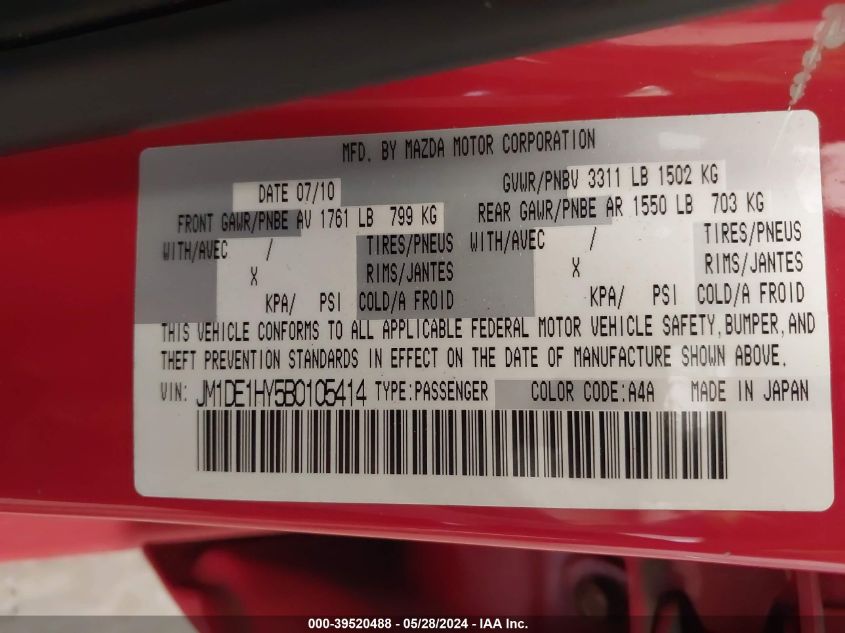 MFD. BY MAZDA MOTOR CORPORATION
DATE 07/10 GVWR/PNBV 3311 LB 1502 KG
FRONT GAWR/PNBE AV 1761 LB 799 KG REAR GAWR/PNBE AR 1550 LB 703 KG
WITH/AVEC / TIRES/PNEUS WITH/AVEC / TIRES/PNEUS
X RIMS/JANTES X RIMS/JANTES
KPA/ PSI COLD/A FROID KPA/ PSI COLD/A FROID
THIS VEHICLE CONFORMS TO ALL APPLICABLE FEDERAL MOTOR VEHICLE SAFETY, BUMPER, AND
THEFT PREVENTION STANDARDS IN EFFECT ON THE DATE OF MANUFACTURE SHOWN ABOVE.
VIN: JM1DE1HY5B0105414 TYPE:PASSENGER COLOR CODE:A4A MADE IN JAPAN
000-39520488 - 05/28/2024 - IAA Inc.